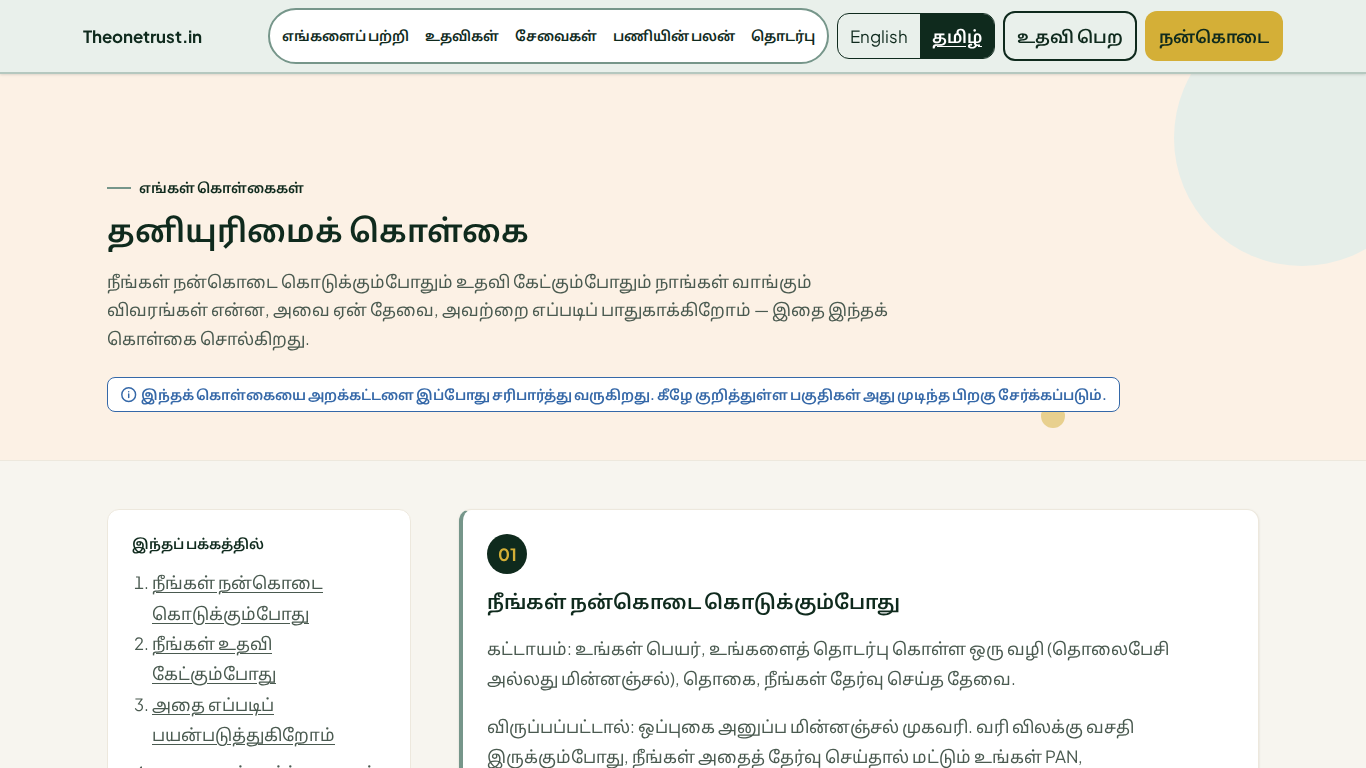 Theonetrust.in
எங்களைப் பற்றி
உதவிகள்
சேவைகள்
பணியின் பலன்
தொடர்பு
English
தமிழ்
உதவி பெற
நன்கொடை
எங்கள் கொள்கைகள்
தனியுரிமைக் கொள்கை
நீங்கள் நன்கொடை கொடுக்கும்போதும் உதவி கேட்கும்போதும் நாங்கள் வாங்கும்
விவரங்கள் என்ன, அவை ஏன் தேவை, அவற்றை எப்படிப் பாதுகாக்கிறோம் — இதை இந்தக்
கொள்கை சொல்கிறது.
இந்தக் கொள்கையை அறக்கட்டளை இப்போது சரிபார்த்து வருகிறது. கீழே குறித்துள்ள பகுதிகள் அது முடிந்த பிறகு சேர்க்கப்படும்.
இந்தப் பக்கத்தில்
1. நீங்கள் நன்கொடை
கொடுக்கும்போது
2. நீங்கள் உதவி
கேட்கும்போது
3. அதை எப்படிப்
பயன்படுத்துகிறோம்
01
நீங்கள் நன்கொடை கொடுக்கும்போது
கட்டாயம்: உங்கள் பெயர், உங்களைத் தொடர்பு கொள்ள ஒரு வழி (தொலைபேசி
அல்லது மின்னஞ்சல்), தொகை, நீங்கள் தேர்வு செய்த தேவை.
விருப்பப்பட்டால்: ஒப்புகை அனுப்ப மின்னஞ்சல் முகவரி. வரி விலக்கு வசதி
இருக்கும்போது, நீங்கள் அதைத் தேர்வு செய்தால் மட்டும் உங்கள் PAN,